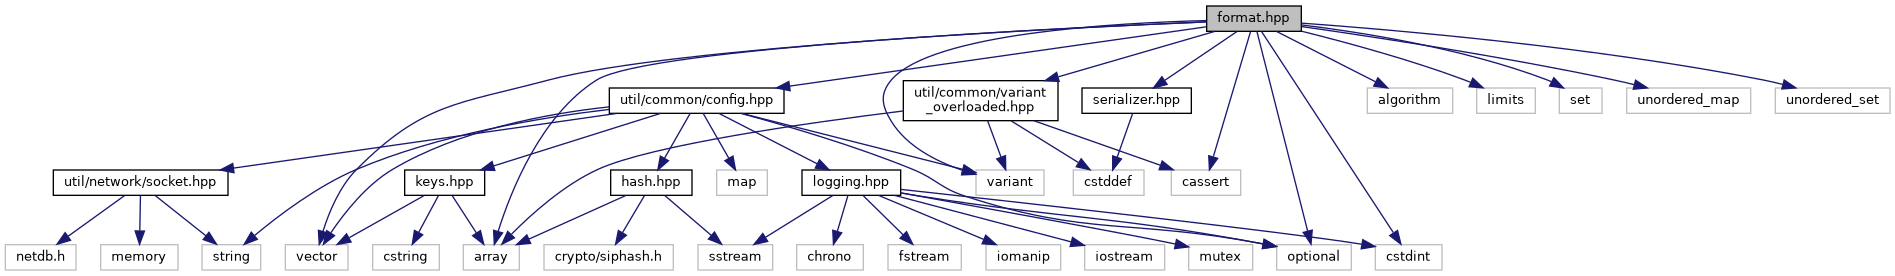 format.hpp
util/common/config.hpp
util/common/variant
_overloaded.hpp
serializer.hpp
algorithm
limits
set
unordered_map
unordered_set
util/network/socket.hpp
keys.hpp
hash.hpp
map
logging.hpp
variant
cstddef
cassert
netdb.h
memory
string
vector
cstring
array
crypto/siphash.h
sstream
chrono
fstream
iomanip
iostream
mutex
optional
cstdint